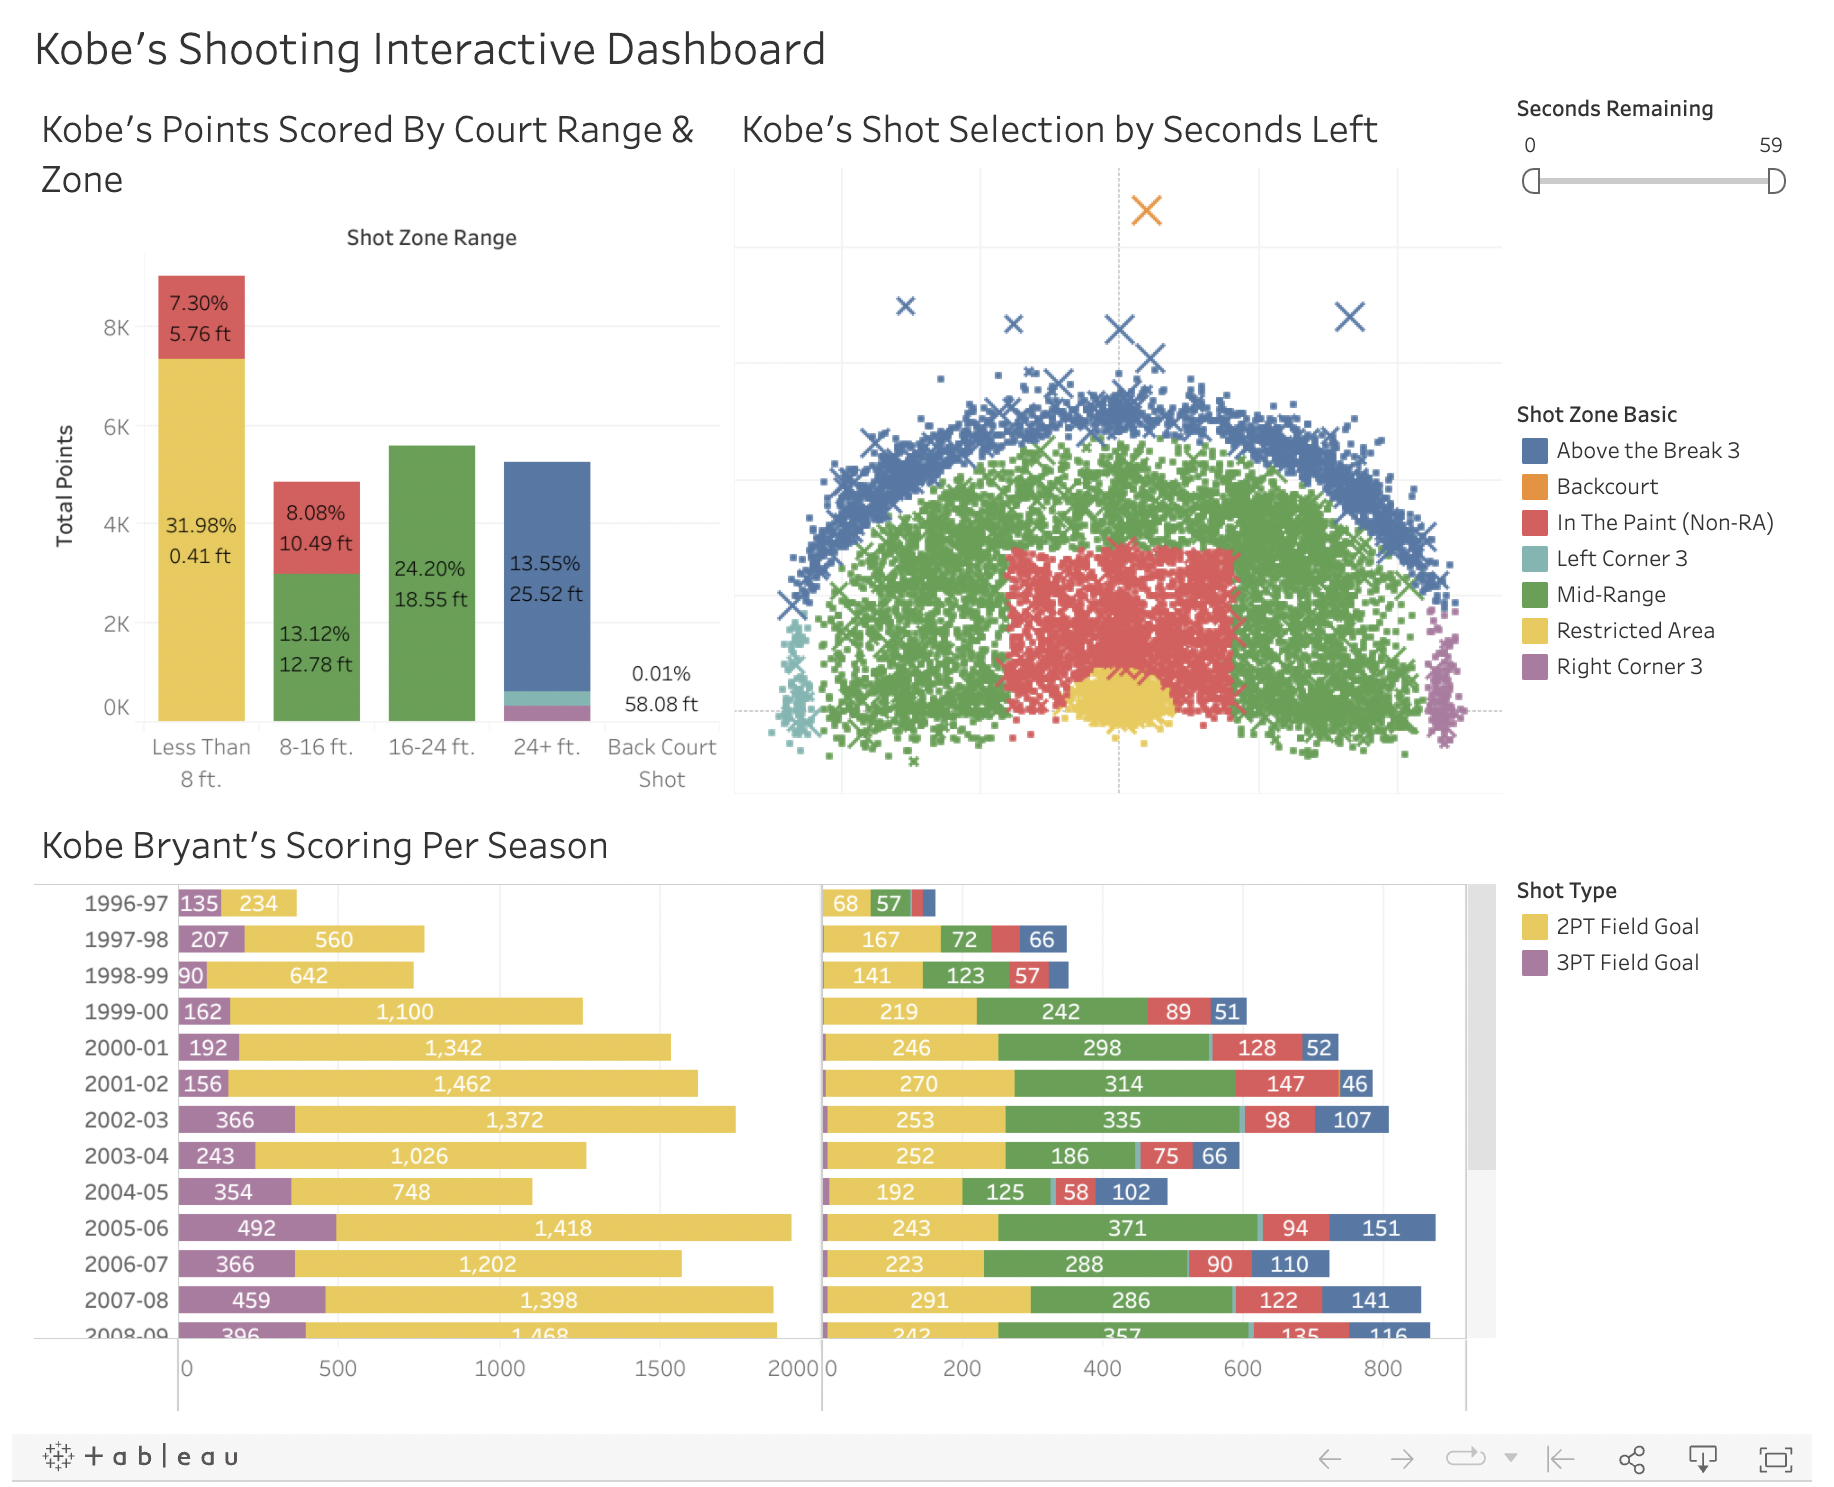 Kobe's Shooting Interactive Dashboard
Kobe's Points Scored By Court Range &
Zone
Shot Zone Range
Total Points
8K
6K
4K
2K
0K
7.30%
5.76 ft
31.98%
0.41 ft
8.08%
10.49 ft
13.12%
12.78 ft
24.20%
18.55 ft
13.55%
25.52 ft
0.01%
58.08 ft
Less Than
8 ft.
8-16 ft.
16-24 ft.
24+ ft.
Back Court
Shot
Kobe's Shot Selection by Seconds Left
Seconds Remaining
0 59
Shot Zone Basic
Above the Break 3
Backcourt
In The Paint (Non-RA)
Left Corner 3
Mid-Range
Restricted Area
Right Corner 3
Kobe Bryant's Scoring Per Season
1996-97 135 234 68 57
1997-98 207 560 167 72 66
1998-99 90 642 141 123 57
1999-00 162 1,100 219 242 89 51
2000-01 192 1,342 246 298 128 52
2001-02 156 1,462 270 314 147 46
2002-03 366 1,372 253 335 98 107
2003-04 243 1,026 252 186 75 66
2004-05 354 748 192 125 58 102
2005-06 492 1,418 243 371 94 151
2006-07 366 1,202 223 288 90 110
2007-08 459 1,398 291 286 122 141
2008-09 396 1,468 242 357 135 116
0 500 1000 1500 2000 0 200 400 600 800
Shot Type
2PT Field Goal
3PT Field Goal
+ableau